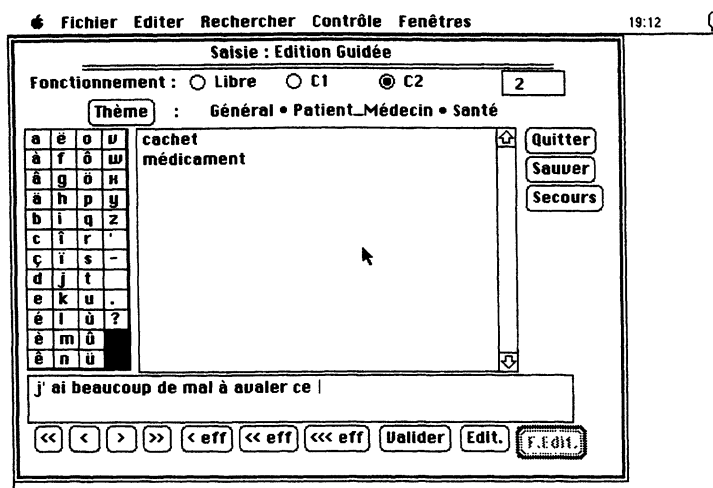 Fichier Editer Rechercher Contrôle Fenêtres 19:12
Saisie : Edition Guidée
Fonctionnement : Libre C1 C2 2
Thème : Général • Patient_Médecin • Santé
a ë o v
à f ô w
â g ö x
ä h p y
b i q z
c î r '
ç ï s -
d j t
e k u .
é l ù ?
è m û
ê n ü
cachet
médicament
Quitter
Sauver
Secours
j' ai beaucoup de mal à avaler ce |
<< < > >> < eff << eff <<< eff Valider Edit. F.Edit.